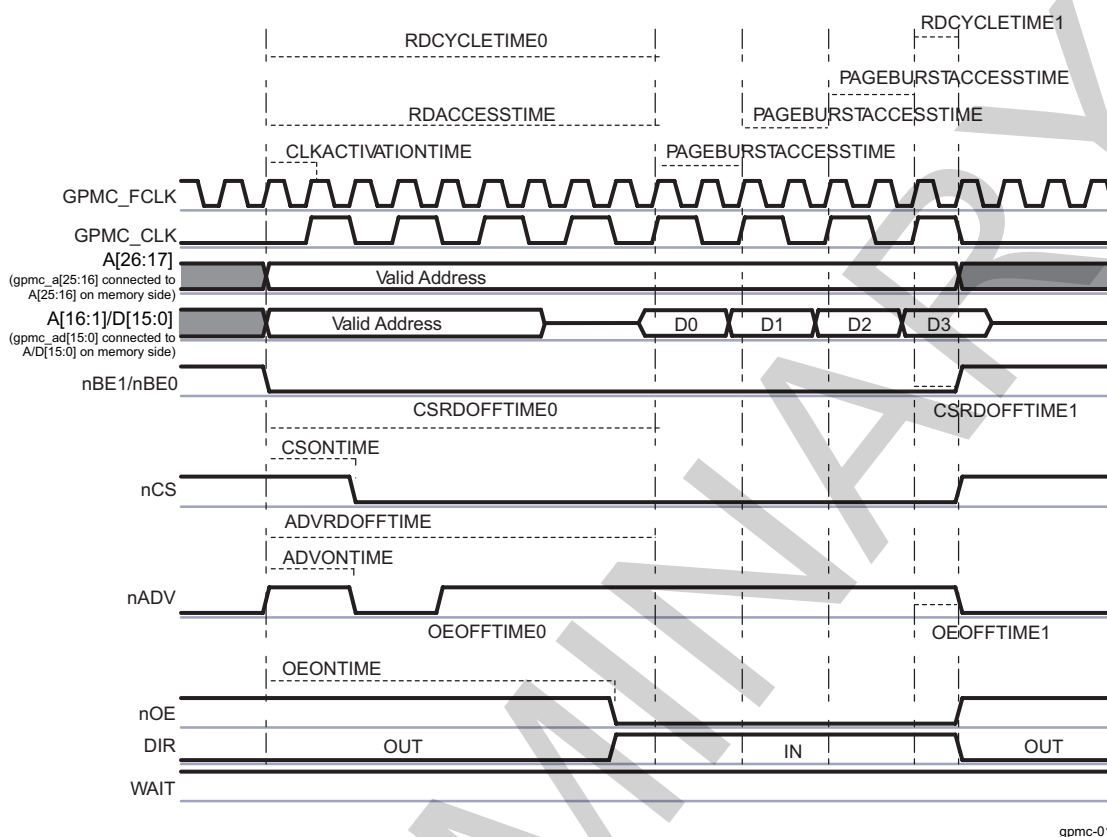 RDCYCLETIME1
RDCYCLETIME0
PAGEBURSTACCESSTIME
RDACCESSTIME
PAGEBURSTACCESSTIME
CLKACTIVATIONTIME
PAGEBURSTACCESSTIME
GPMC_FCLK
GPMC_CLK
A[26:17]
(gpmc_a[25:16] connected to
A[25:16] on memory side)
Valid Address
A[16:1]/D[15:0]
(gpmc_ad[15:0] connected to
A/D[15:0] on memory side)
Valid Address
D0
D1
D2
D3
nBE1/nBE0
CSRDOFFTIME0
CSRDOFFTIME1
CSONTIME
nCS
ADVRDOFFTIME
ADVONTIME
nADV
OEOFFTIME0
OEOFFTIME1
OEONTIME
nOE
DIR
OUT
IN
OUT
WAIT
MINARY